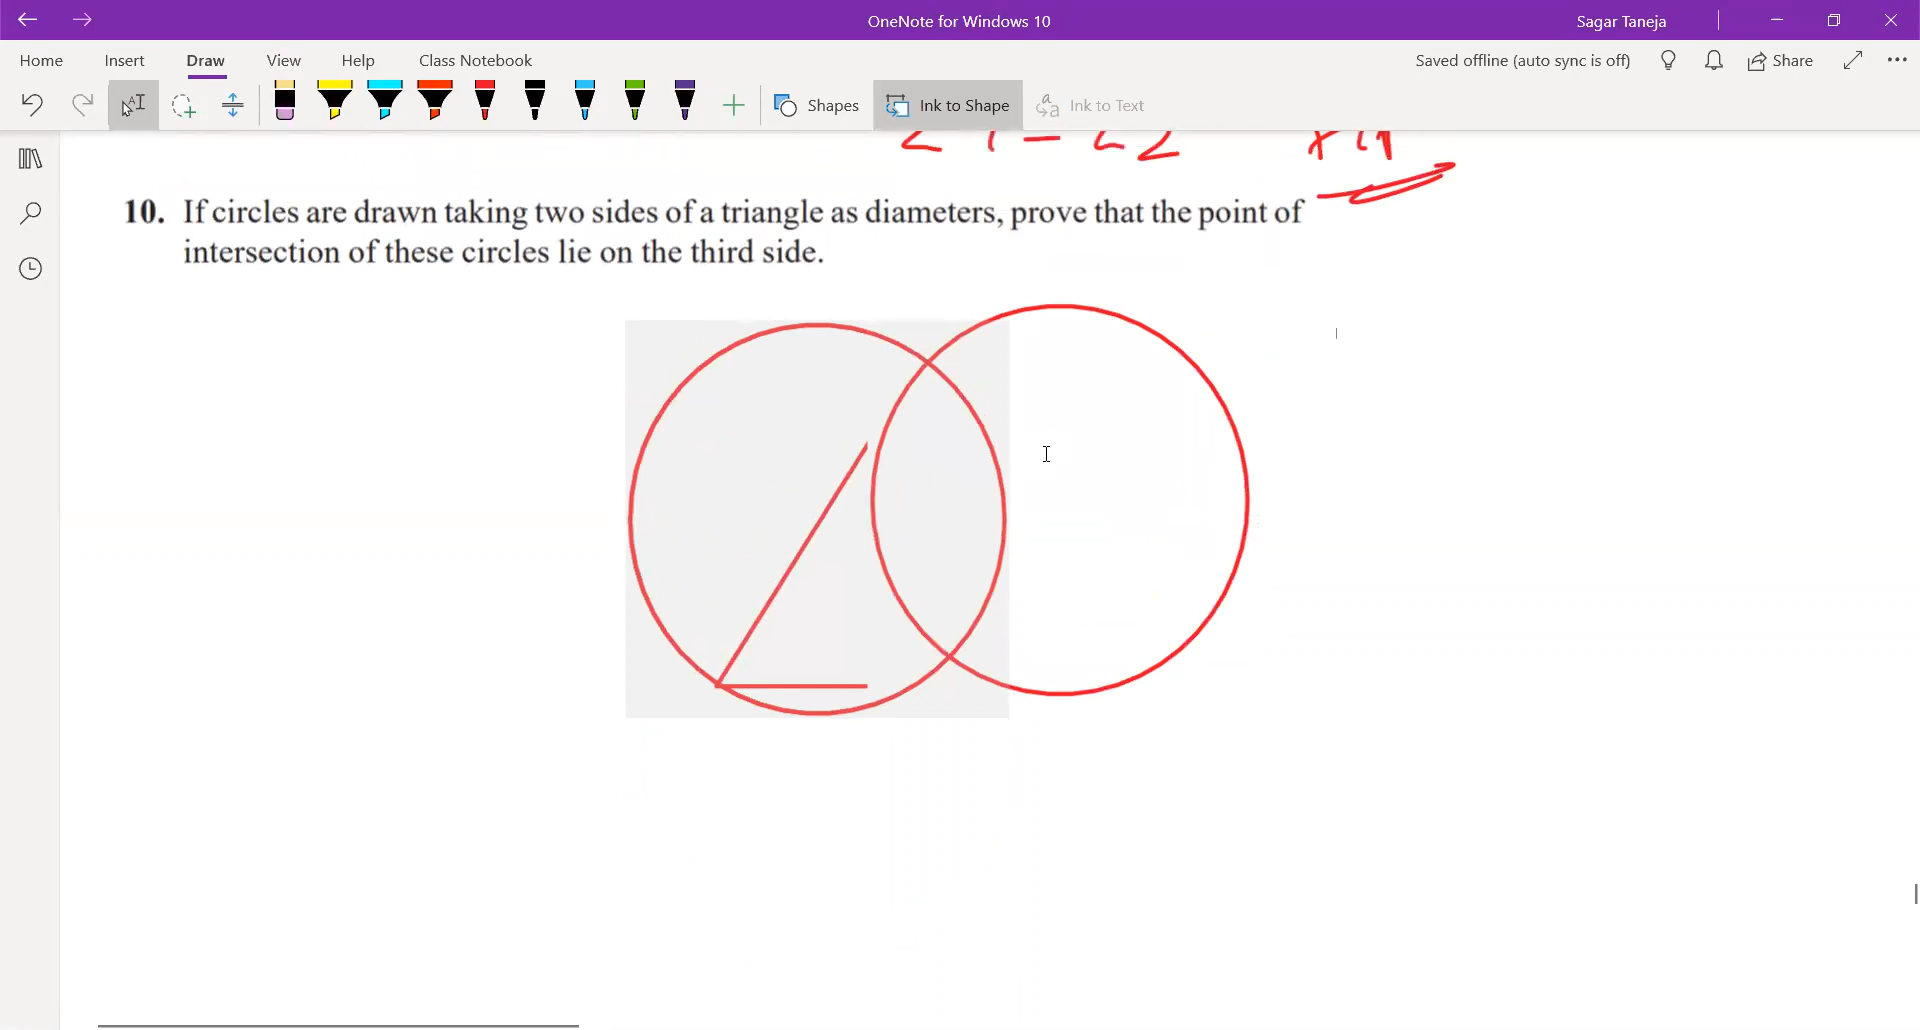 OneNote for Windows 10
Sagar Taneja
Home Insert Draw View Help Class Notebook
Saved offline (auto sync is off) Share
Shapes Ink to Shape Ink to Text
10. If circles are drawn taking two sides of a triangle as diameters, prove that the point of
intersection of these circles lie on the third side.